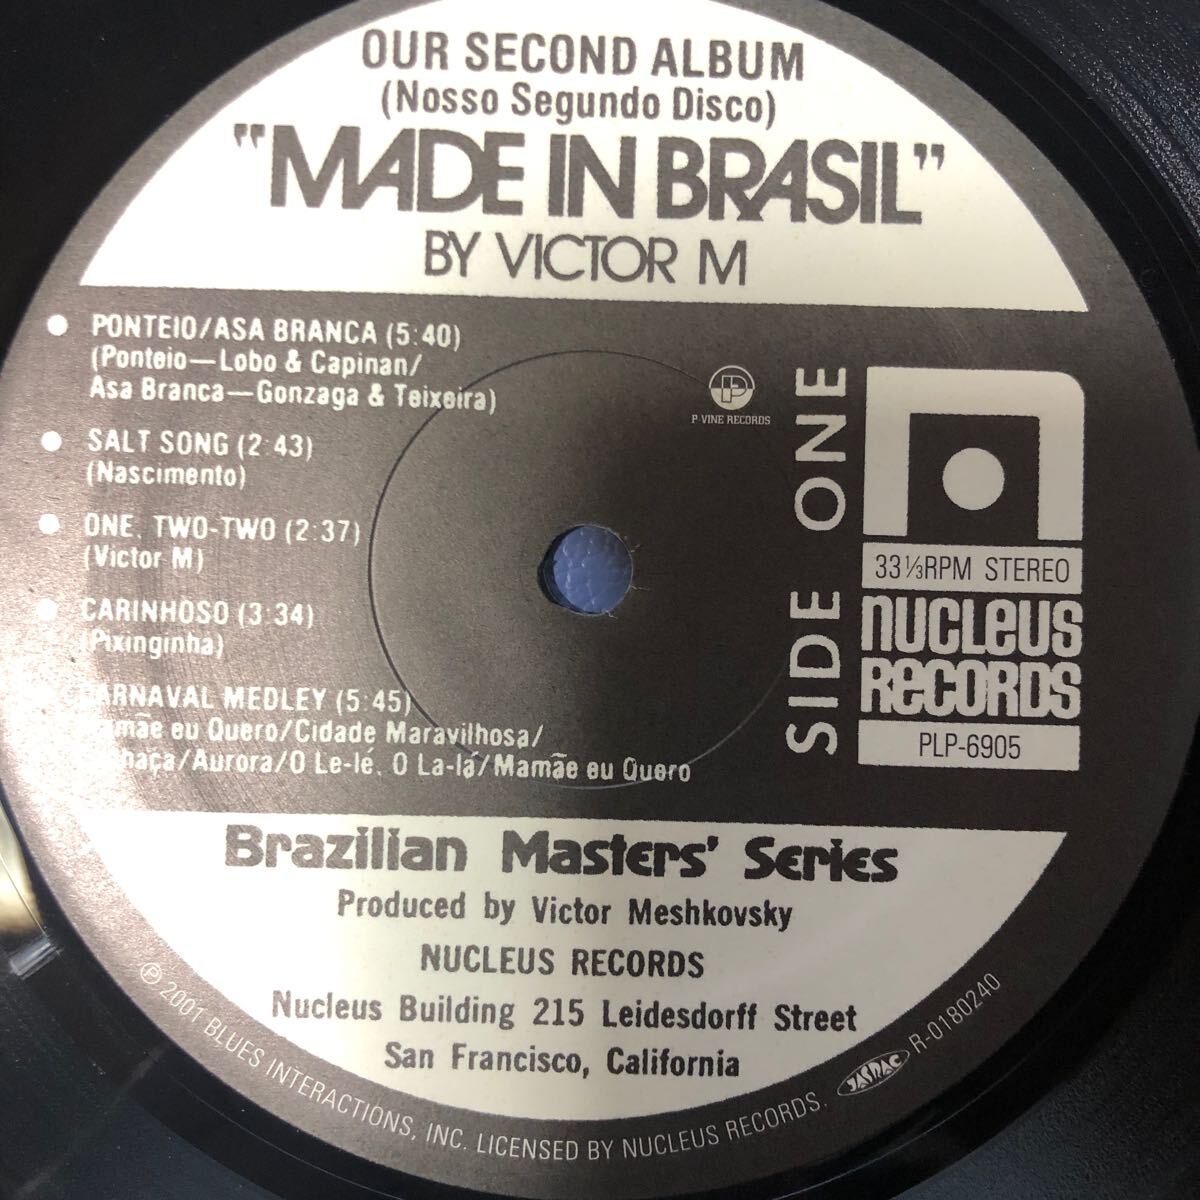 OUR SECOND ALBUM
(Nosso Segundo Disco)
"MADE IN BRASIL"
BY VICTOR M
PONTEIO/ASA BRANCA (5:40)
(Ponteio—Lobo & Capinan/
Asa Branca—Gonzaga & Teixeira)
SALT SONG (2:43)
(Nascimento)
ONE, TWO-TWO (2:37)
(Victor M)
CARINHOSO (3:34)
(Pixinginha)
CARNAVAL MEDLEY (5:45)
Mamãe eu Quero/Cidade Maravilhosa/
/Aurora/O Le-lé, O La-lá/Mamãe eu Quero
P
P VINE RECORDS
SIDE ONE
33⅓RPM STEREO
nucleus
Records
PLP-6905
Brazilian Masters' Series
Produced by Victor Meshkovsky
NUCLEUS RECORDS
Nucleus Building 215 Leidesdorff Street
San Francisco, California
℗ 2001 BLUES INTERACTIONS, INC. LICENSED BY NUCLEUS RECORDS.
JASRAC
R-0180240